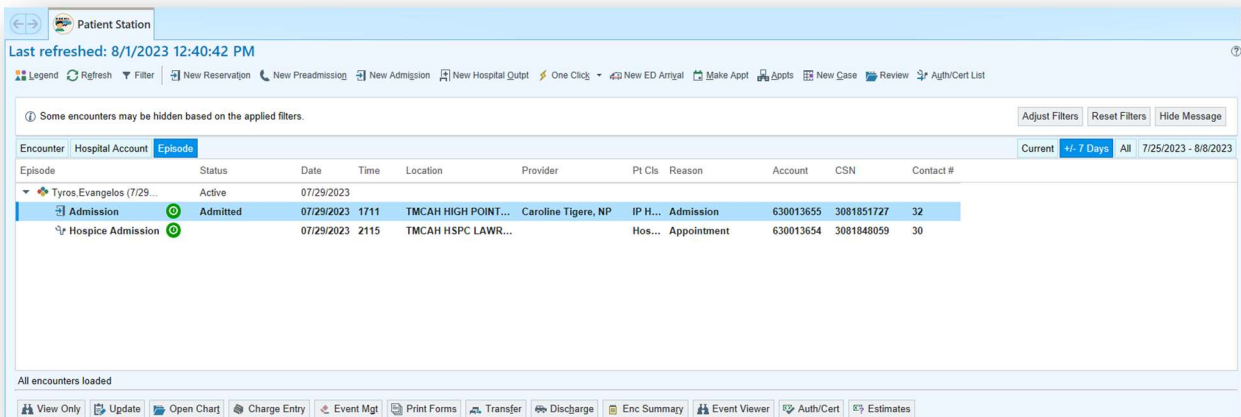 Patient Station
Last refreshed: 8/1/2023 12:40:42 PM
Legend Refresh Filter New Reservation New Preadmission New Admission New Hospital Outpt One Click New ED Arrival Make Appt Appts New Case Review Auth/Cert List
Some encounters may be hidden based on the applied filters. Adjust Filters Reset Filters Hide Message
Encounter Hospital Account Episode Current +/- 7 Days All 7/25/2023 - 8/8/2023
Episode Status Date Time Location Provider Pt Cls Reason Account CSN Contact #
Tyros,Evangelos (7/29... Active 07/29/2023
Admission Admitted 07/29/2023 1711 TMCAH HIGH POINT... Caroline Tigere, NP IP H... Admission 630013655 3081851727 32
Hospice Admission 07/29/2023 2115 TMCAH HSPC LAWR... Hos... Appointment 630013654 3081848059 30
All encounters loaded
View Only Update Open Chart Charge Entry Event Mgt Print Forms Transfer Discharge Enc Summary Event Viewer Auth/Cert Estimates